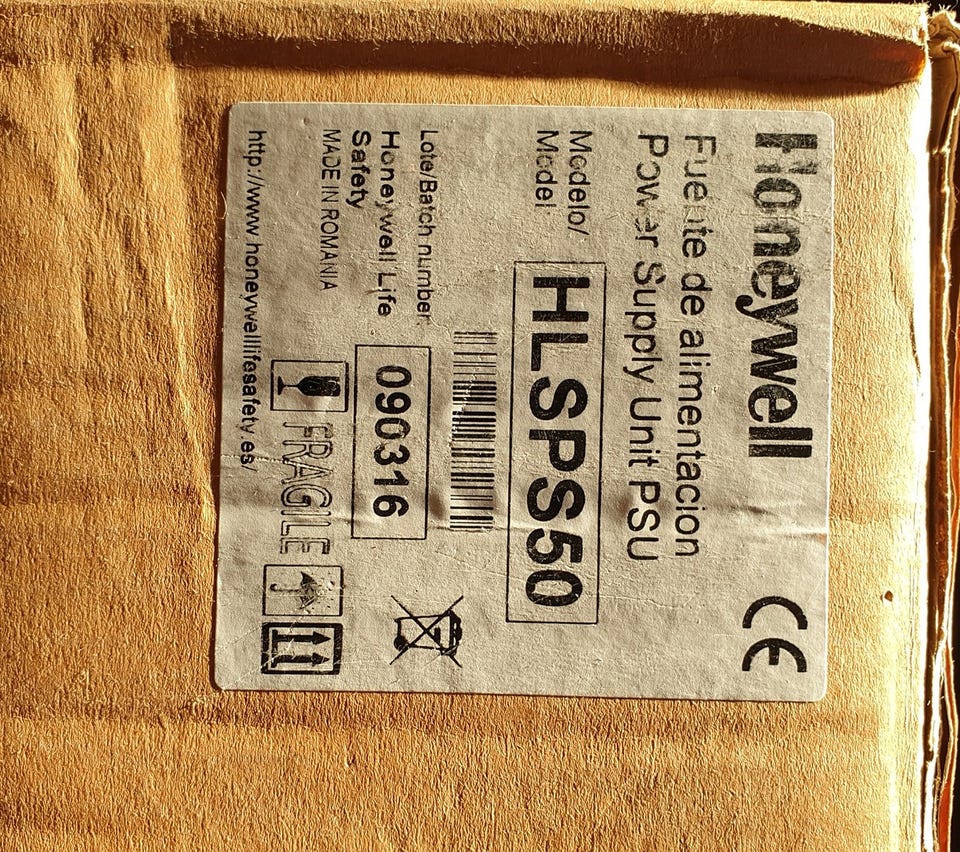 Honeywell
CE
Fuente de alimentacion
Power Supply Unit PSU
Modelo/
Model
HLSPS50
Lote/Batch number:
090316
Honeywell Life
Safety
MADE IN ROMANIA
FRAGILE
http://www.honeywelllifesafety.es/